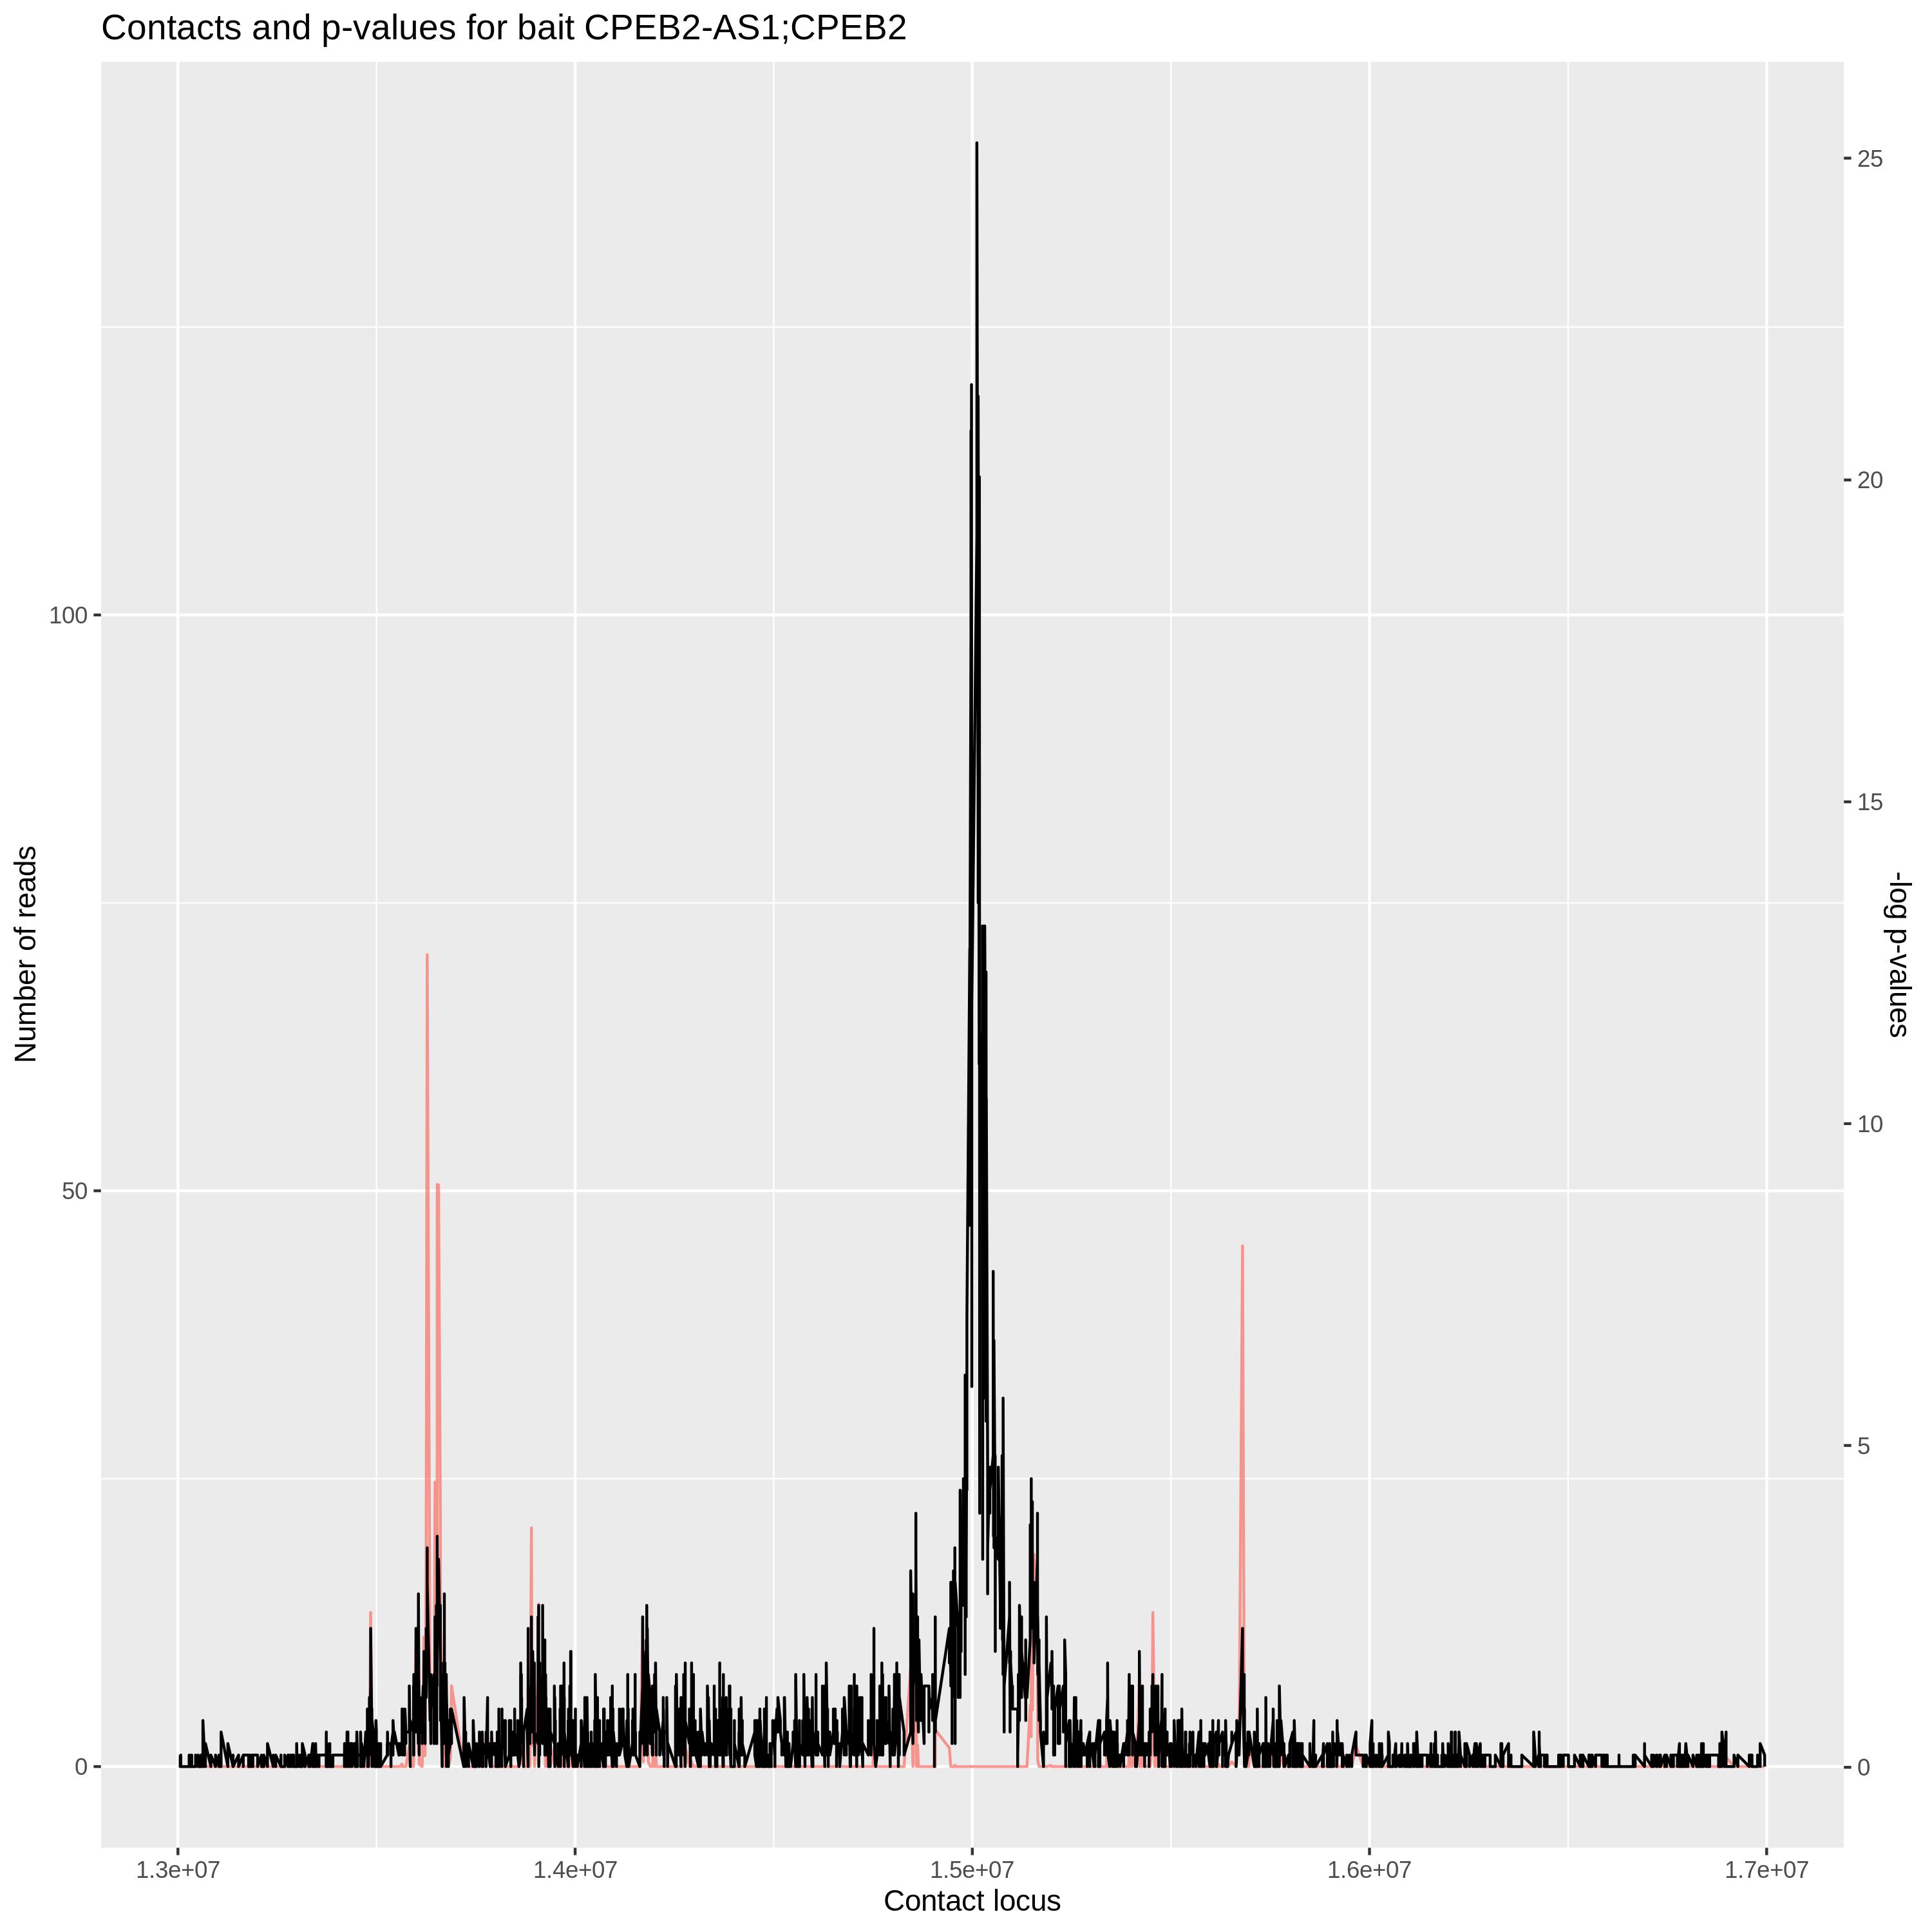 Contacts and p-values for bait CPEB2-AS1;CPEB2
Number of reads
100
50
0
25
20
15
10
5
0
-log p-values
1.3e+07
1.4e+07
1.5e+07
1.6e+07
1.7e+07
Contact locus